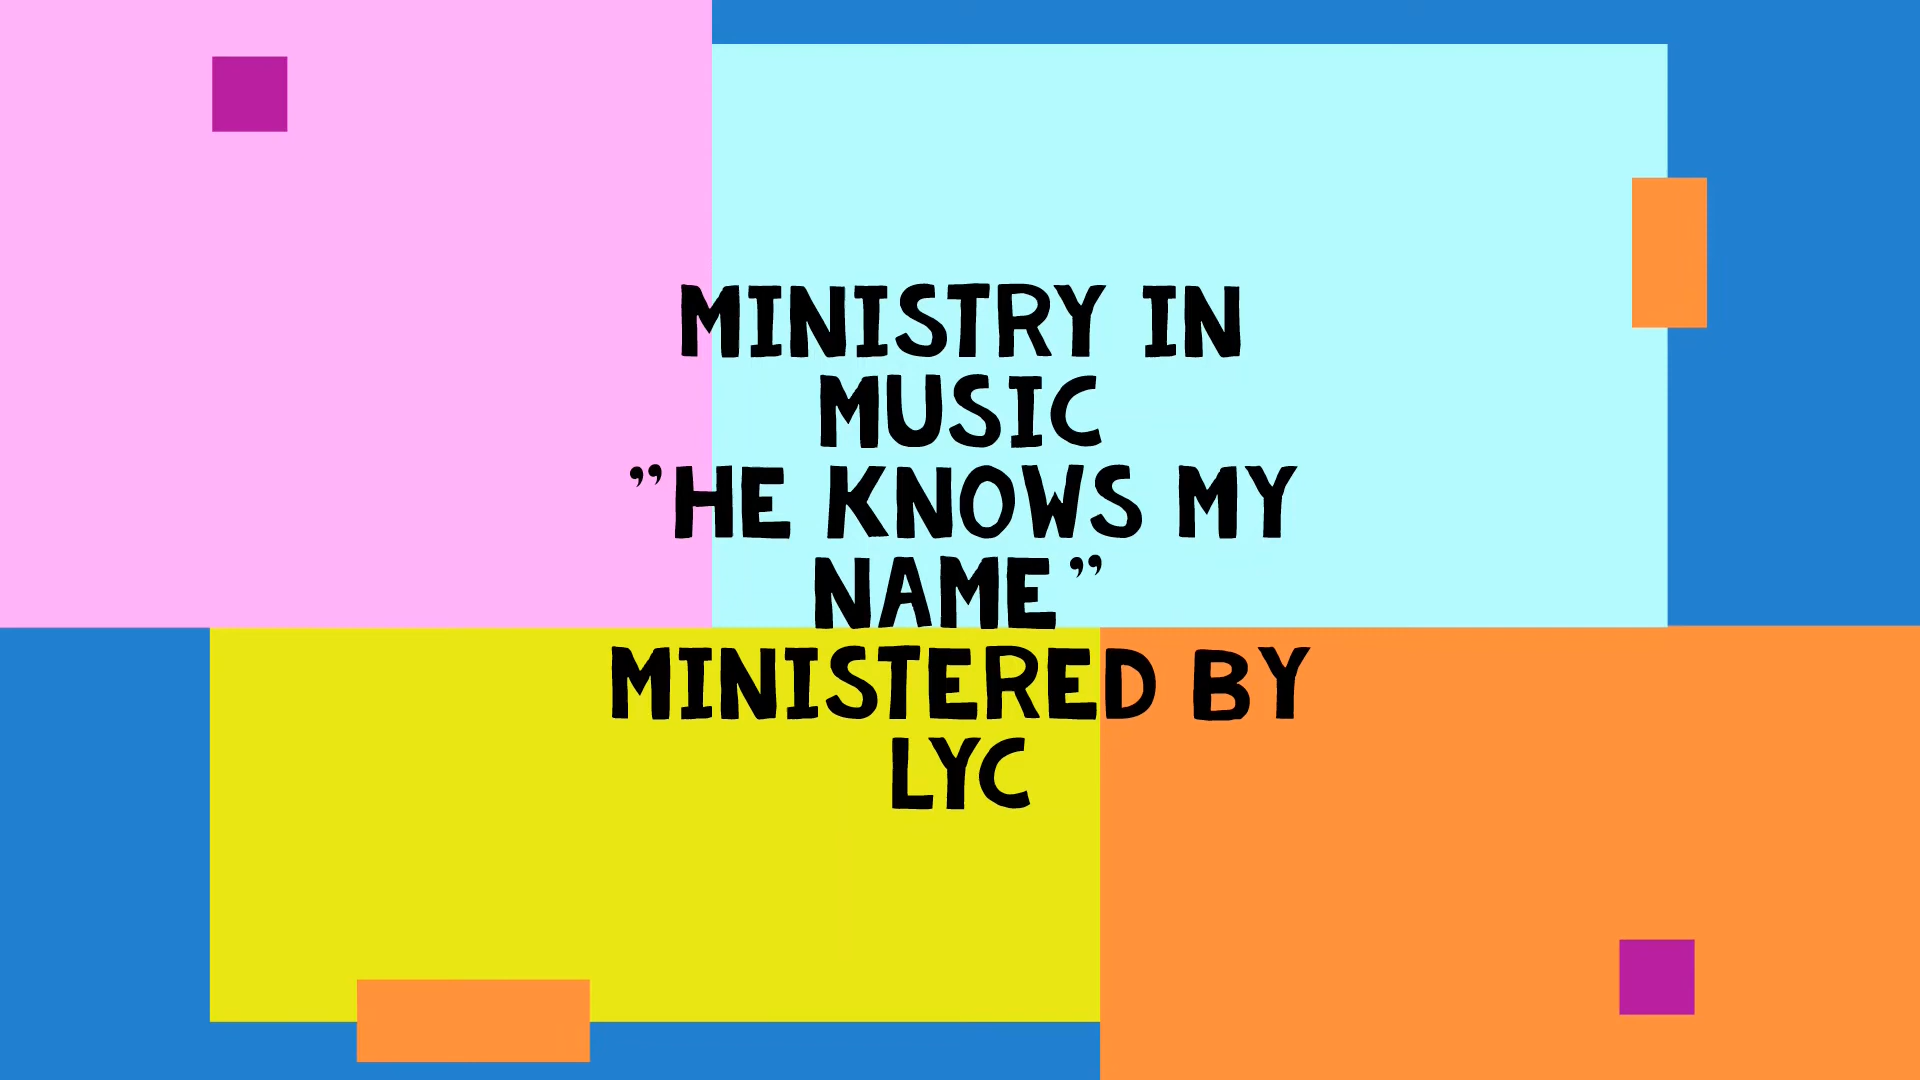 MINISTRY IN
MUSIC
”HE KNOWS MY
NAME”
MINISTERED BY
LYC